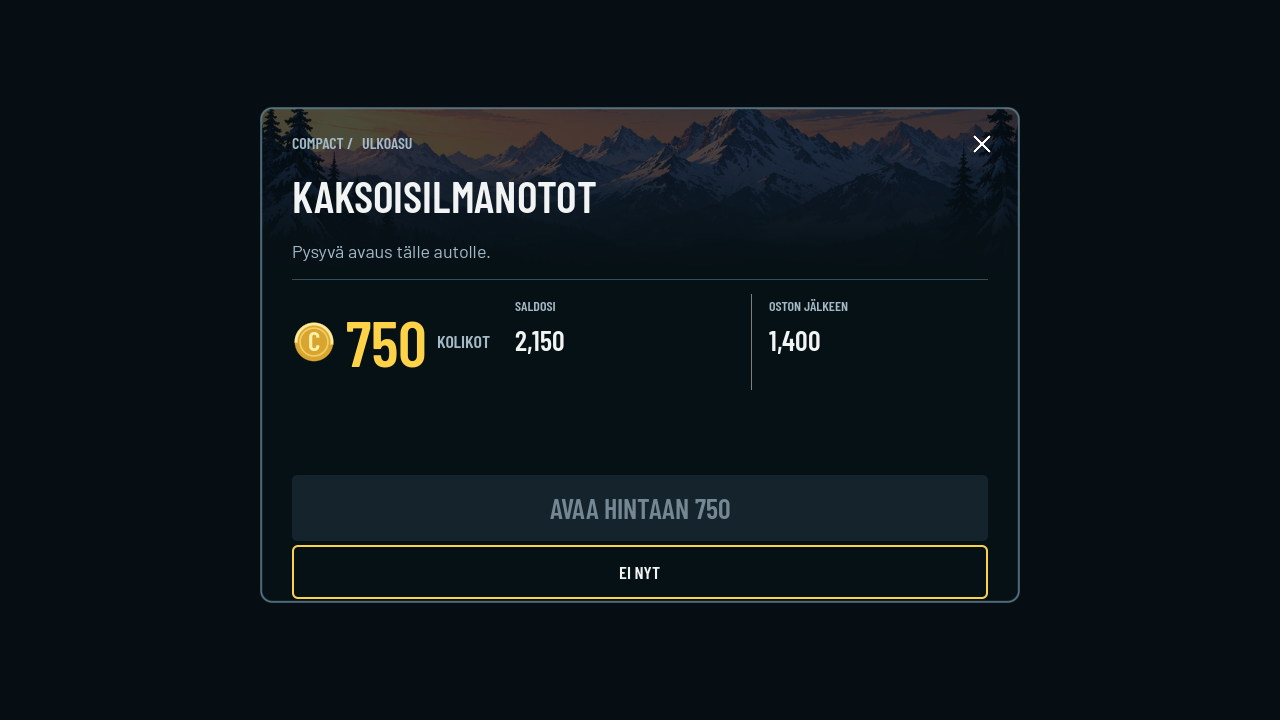 COMPACT / ULKOASU
KAKSOISILMANOTOT
Pysyvä avaus tälle autolle.
C 750 KOLIKOT
SALDOSI
2,150
OSTON JÄLKEEN
1,400
AVAA HINTAAN 750
EI NYT